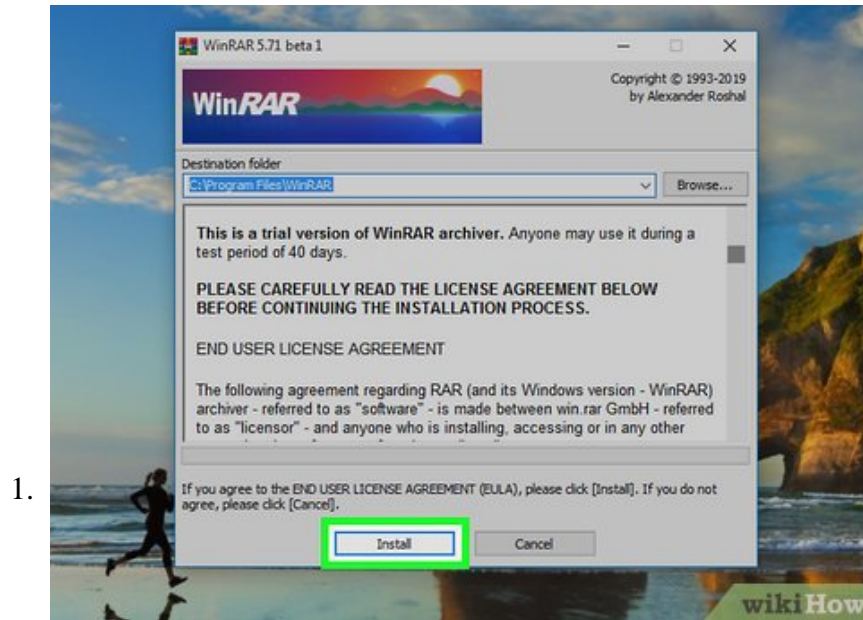 WinRAR 5.71 beta 1
Copyright © 1993-2019
by Alexander Roshal
WinRAR
Destination folder
C:\Program Files\WinRAR
Browse...
This is a trial version of WinRAR archiver. Anyone may use it during a
test period of 40 days.
PLEASE CAREFULLY READ THE LICENSE AGREEMENT BELOW
BEFORE CONTINUING THE INSTALLATION PROCESS.
END USER LICENSE AGREEMENT
The following agreement regarding RAR (and its Windows version - WinRAR)
archiver - referred to as "software" - is made between win.rar GmbH - referred
to as "licensor" - and anyone who is installing, accessing or in any other
1.
If you agree to the END USER LICENSE AGREEMENT (EULA), please click [Install]. If you do not
agree, please click [Cancel].
Install
Cancel
wikiHow